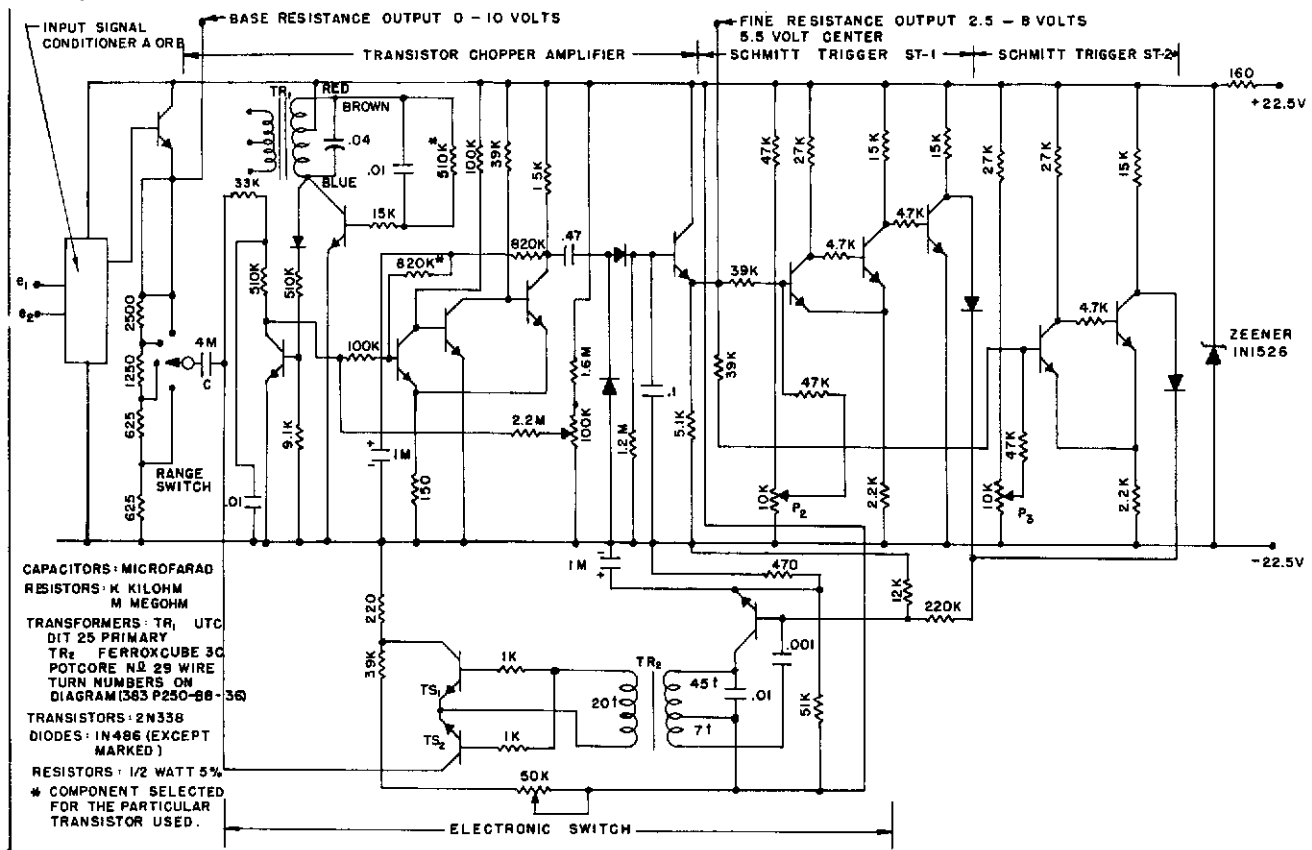 BASE RESISTANCE OUTPUT 0 – 10 VOLTS
FINE RESISTANCE OUTPUT 2.5 – 8 VOLTS
5.5 VOLT CENTER
INPUT SIGNAL
CONDITIONER A OR B
TRANSISTOR CHOPPER AMPLIFIER
SCHMITT TRIGGER ST-1
SCHMITT TRIGGER ST-2
160
+22.5V
TR1
RED
BROWN
.04
.01
BLUE
510K *
100K
39K
1.5K
47K
27K
15K
15K
27K
27K
15K
33K
15K
510K
510K
820K *
820K
.47
39K
4.7K
4.7K
4.7K
ZEENER
IN1526
e1
e2
2500
1250
625
625
4M
C
RANGE
SWITCH
.01
9.1K
100K
1M
+
-
150
2.2M
1.6M
100K
1.2M
.1
5.1K
39K
47K
10K
P2
2.2K
10K
47K
P3
2.2K
-22.5V
CAPACITORS: MICROFARAD
RESISTORS: K KILOHM
M MEGOHM
TRANSFORMERS: TR1 UTC
DIT 25 PRIMARY
TR2 FERROXCUBE 3C
POTCORE No 29 WIRE
TURN NUMBERS ON
DIAGRAM (383 P250-88-36)
TRANSISTORS: 2N338
DIODES: IN486 (EXCEPT
MARKED)
RESISTORS: 1/2 WATT 5%
* COMPONENT SELECTED
FOR THE PARTICULAR
TRANSISTOR USED.
220
39K
TS1
TS2
1K
1K
20t
TR2
45t
7t
.01
.001
1M
-
+
470
12K
220K
51K
50K
ELECTRONIC SWITCH